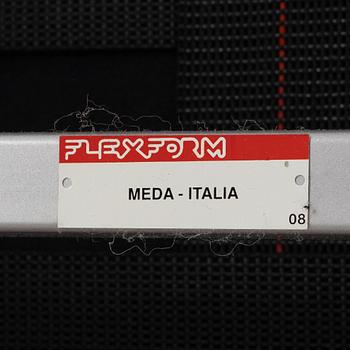 FLEXFORM
MEDA - ITALIA
08